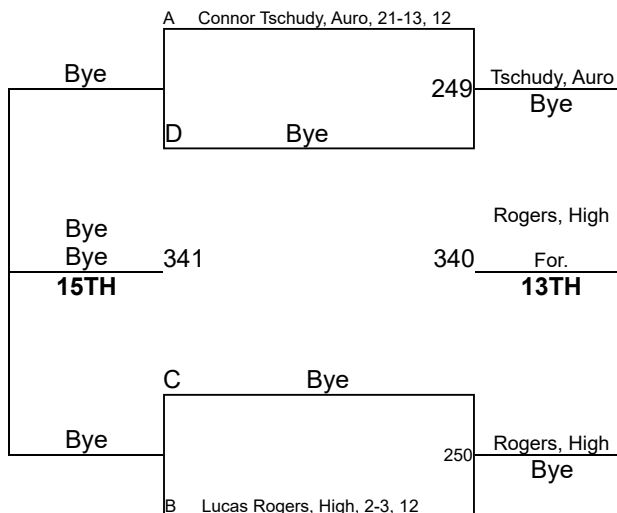 A Connor Tschudy, Auro, 21-13, 12
Bye
249
Tschudy, Auro
Bye
D Bye
Rogers, High
Bye
Bye
341
340
For.
15TH
13TH
C Bye
Bye
250
Rogers, High
Bye
B Lucas Rogers, High, 2-3, 12